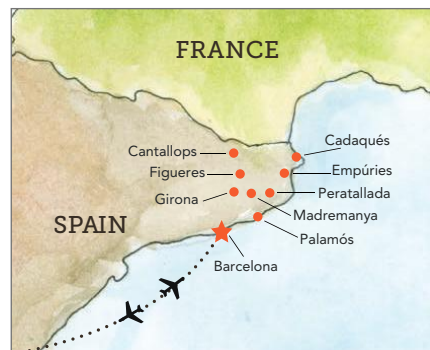 FRANCE
Cadaqués
Cantallops
Empúries
Figueres
Peratallada
Girona
Madremanya
SPAIN
Palamós
Barcelona